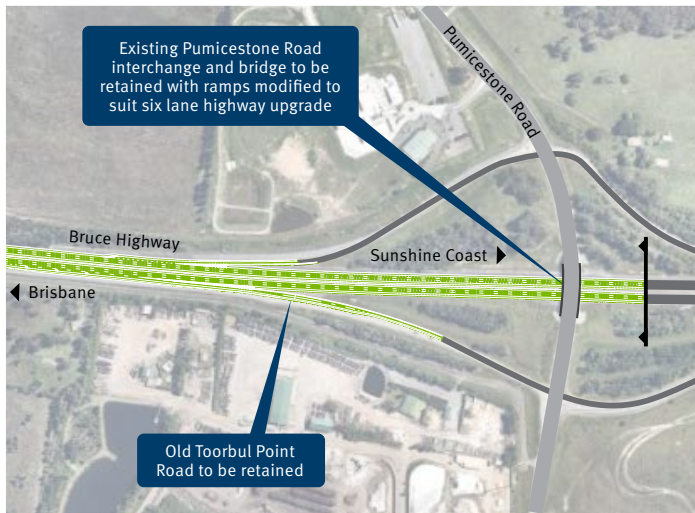 Existing Pumicestone Road
interchange and bridge to be
retained with ramps modified to
suit six lane highway upgrade
Pumicestone Road
Bruce Highway
Sunshine Coast
Brisbane
Old Toorbul Point
Road to be retained